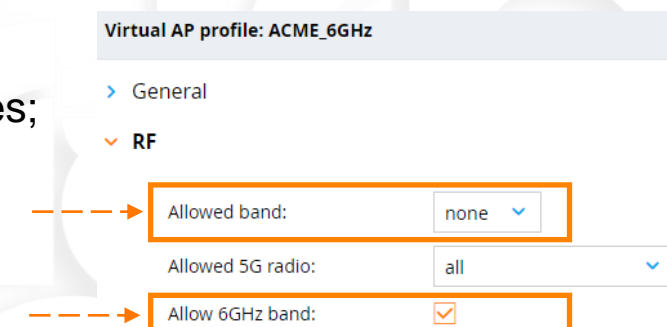 Virtual AP profile: ACME_6GHz
General
es;
RF
Allowed band: none
Allowed 5G radio: all
Allow 6GHz band: